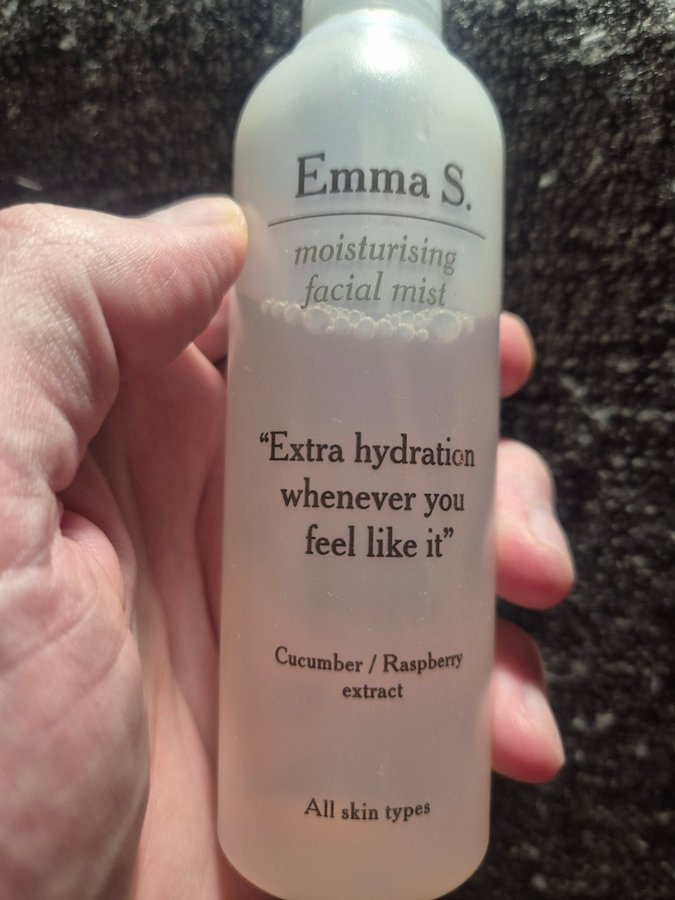 Emma S.
moisturising
facial mist
“Extra hydration
whenever you
feel like it”
Cucumber / Raspberry
extract
All skin types